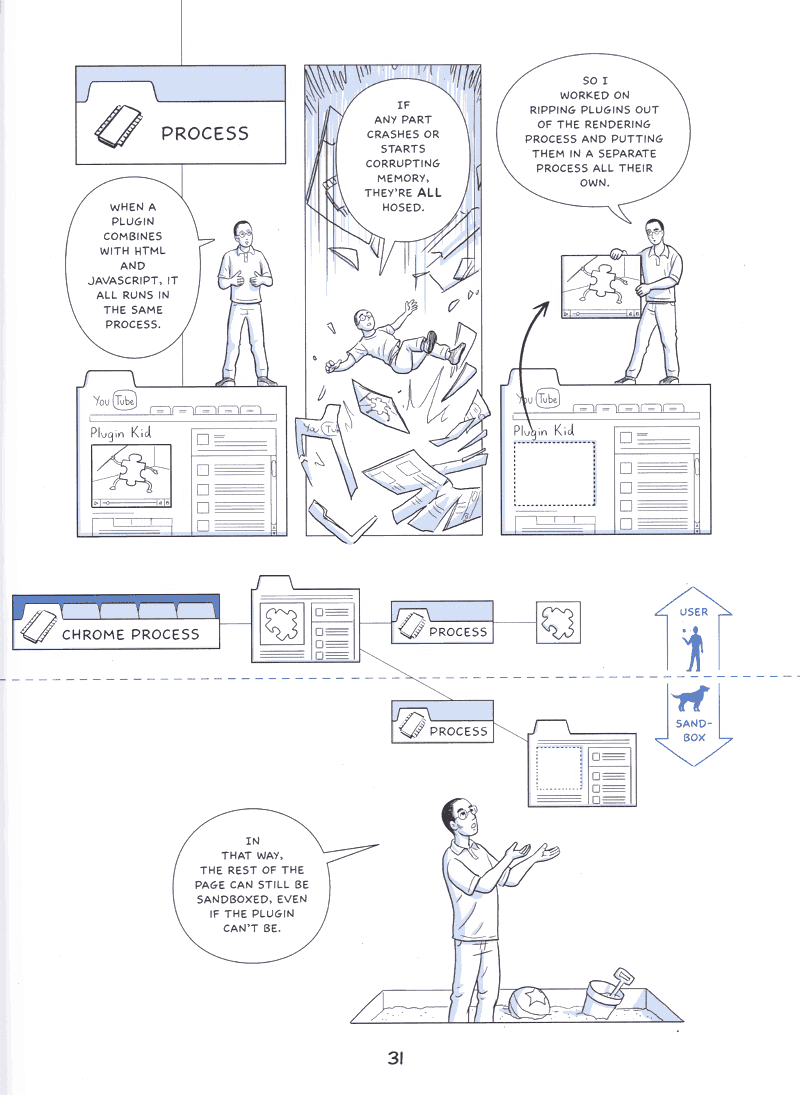 PROCESS
WHEN A
PLUGIN
COMBINES
WITH HTML
AND
JAVASCRIPT, IT
ALL RUNS IN
THE SAME
PROCESS.
You Tube
Plugin Kid
IF
ANY PART
CRASHES OR
STARTS
CORRUPTING
MEMORY,
THEY'RE ALL
HOSED.
You Tu
SO I
WORKED ON
RIPPING PLUGINS OUT
OF THE RENDERING
PROCESS AND PUTTING
THEM IN A SEPARATE
PROCESS ALL THEIR
OWN.
You Tube
Plugin Kid
CHROME PROCESS
PROCESS
USER
PROCESS
SAND-
BOX
IN
THAT WAY,
THE REST OF THE
PAGE CAN STILL BE
SANDBOXED, EVEN
IF THE PLUGIN
CAN'T BE.
31